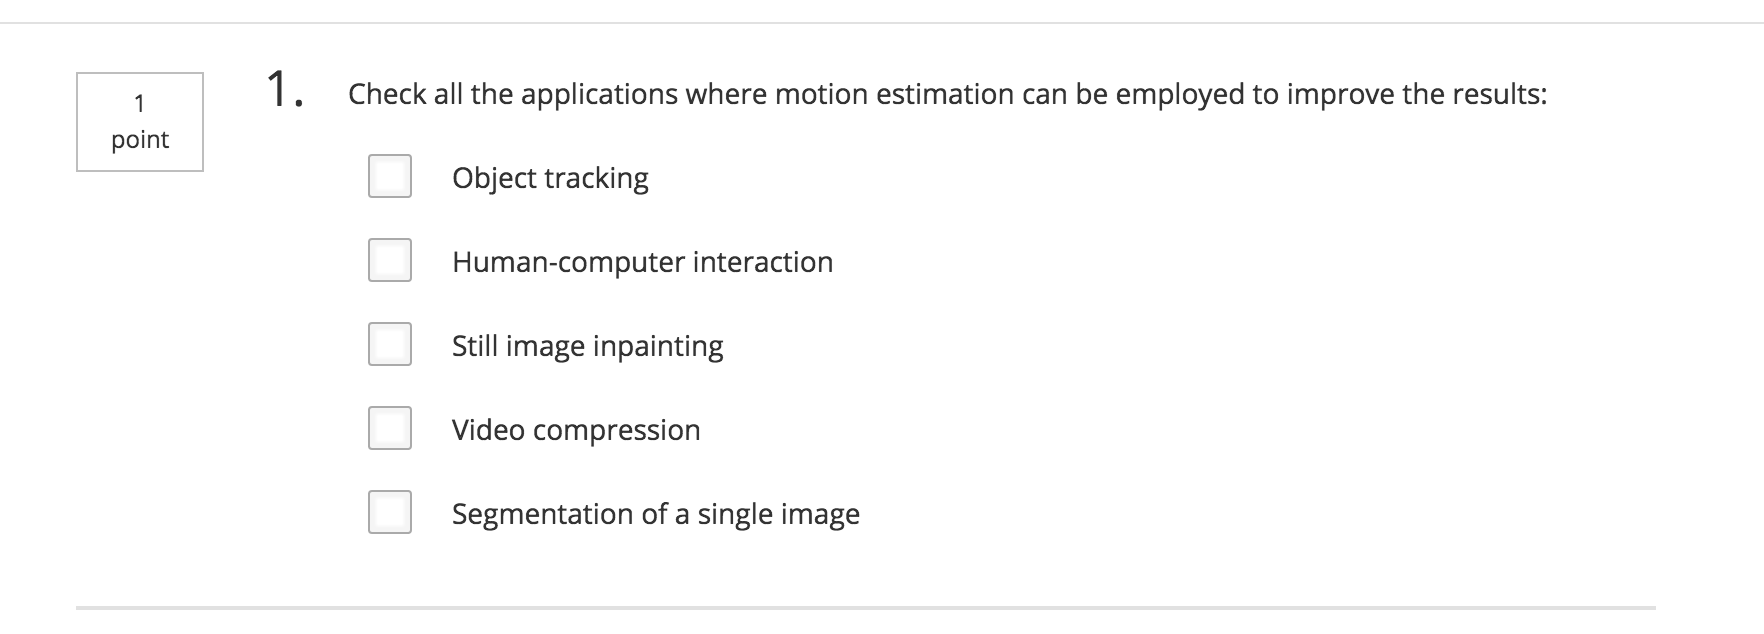 1
point
1. Check all the applications where motion estimation can be employed to improve the results:
Object tracking
Human-computer interaction
Still image inpainting
Video compression
Segmentation of a single image